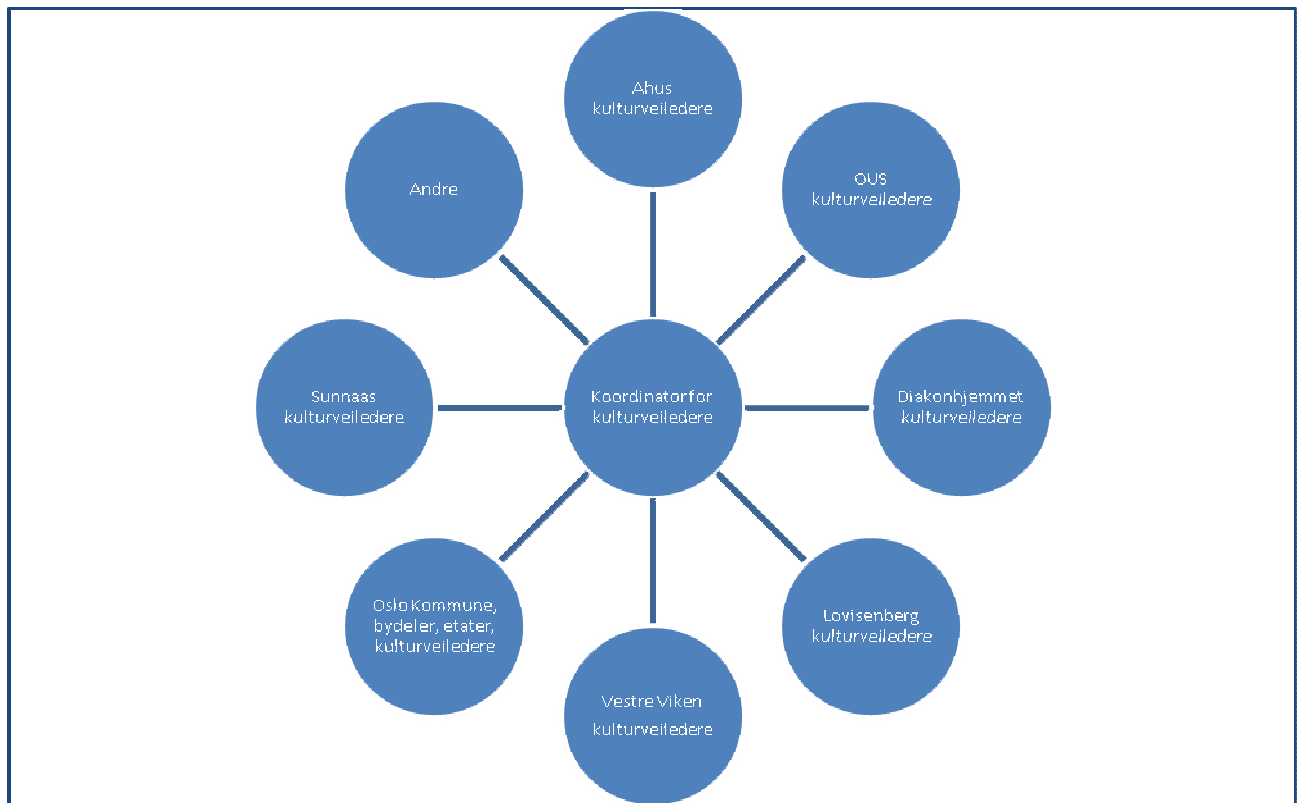 Ahus
kulturveiledere
Andre
OUS
kulturveiledere
Sunnaas
kulturveiledere
Koordinator for
kulturveiledere
Diakonhjemmet
kulturveiledere
Oslo Kommune,
bydeler, etater,
kulturveiledere
Lovisenberg
kulturveiledere
Vestre Viken
kulturveiledere